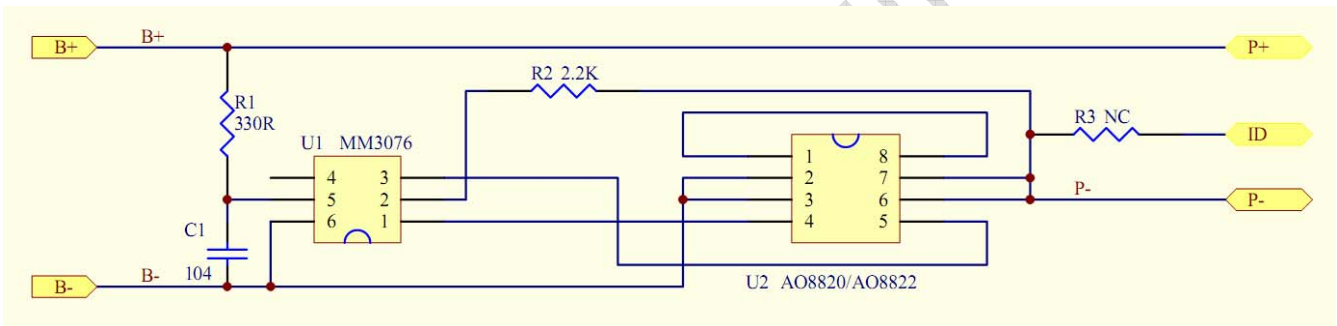 B+ B+ P+
R2 2.2K
R1
330R
R3 NC ID
U1 MM3076
1 8
4 3 2 7
5 2 3 6 P- P-
6 1 4 5
C1
104
B- B- U2 AO8820/AO8822